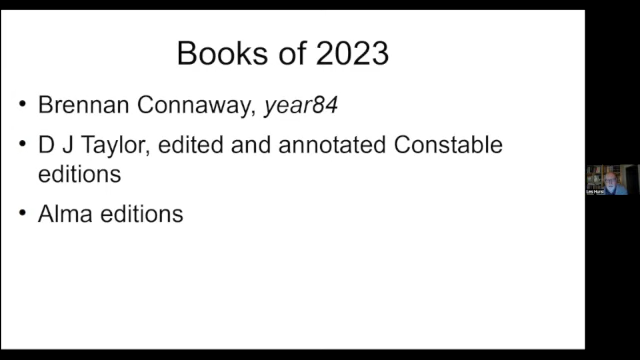 Books of 2023
• Brennan Connaway, year84
• D J Taylor, edited and annotated Constable
editions
• Alma editions